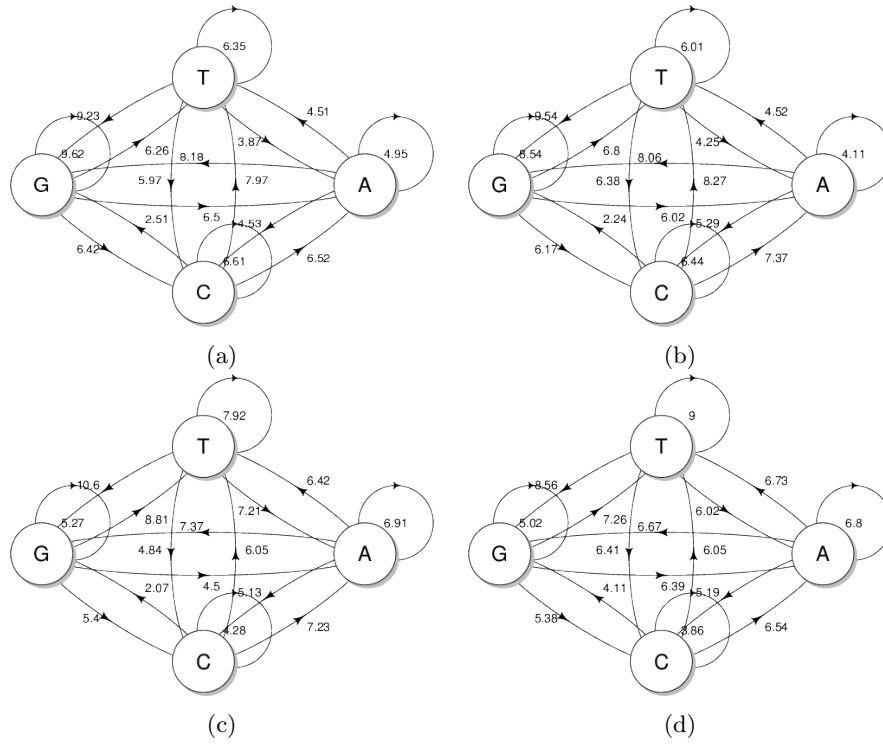 6.35 6.01
T T
9.23 4.51 9.54 4.52
6.26 3.87 6.8 4.25
9.62 8.18 4.95 8.54 8.06 4.11
G 5.97 7.97 A G 6.38 8.27 A
2.51 6.5 4.53 2.24 6.02 5.29
6.42 6.61 6.52 6.17 6.44 7.37
C C
(a) (b)
7.92 9
T T
10.6 6.42 8.56 6.73
8.81 7.21 7.26 6.02
5.27 7.37 6.91 5.02 6.67 6.8
G 4.84 6.05 A G 6.41 6.05 A
2.07 4.5 5.13 4.11 6.39 5.19
5.4 4.28 7.23 5.38 3.86 6.54
C C
(c) (d)